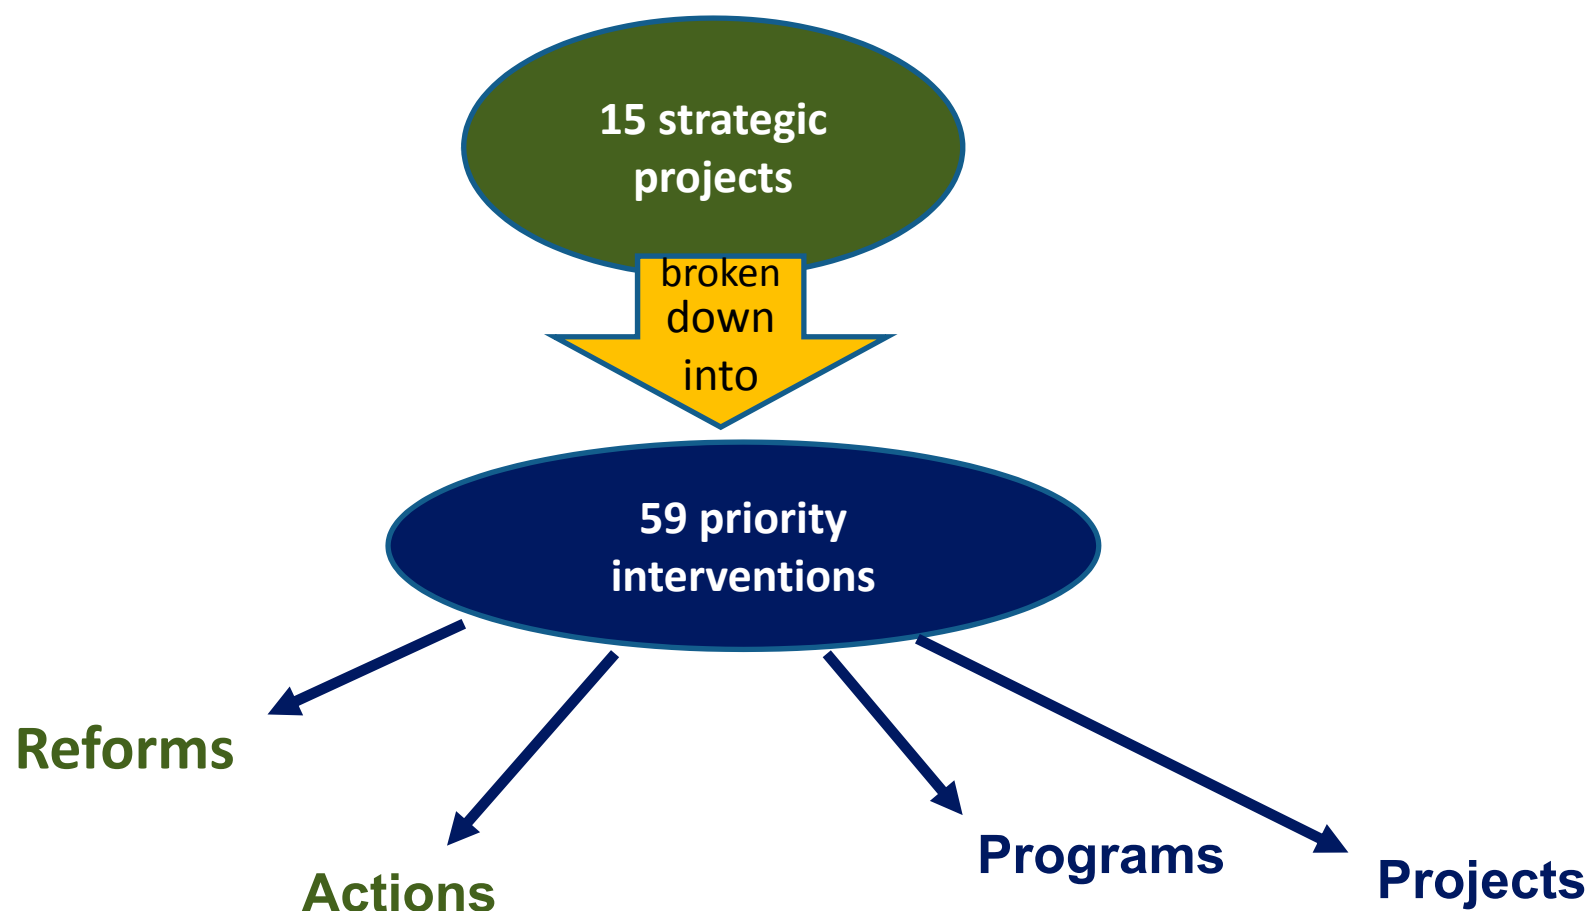 15 strategic
projects
broken
down
into
59 priority
interventions
Reforms
Actions
Programs
Projects